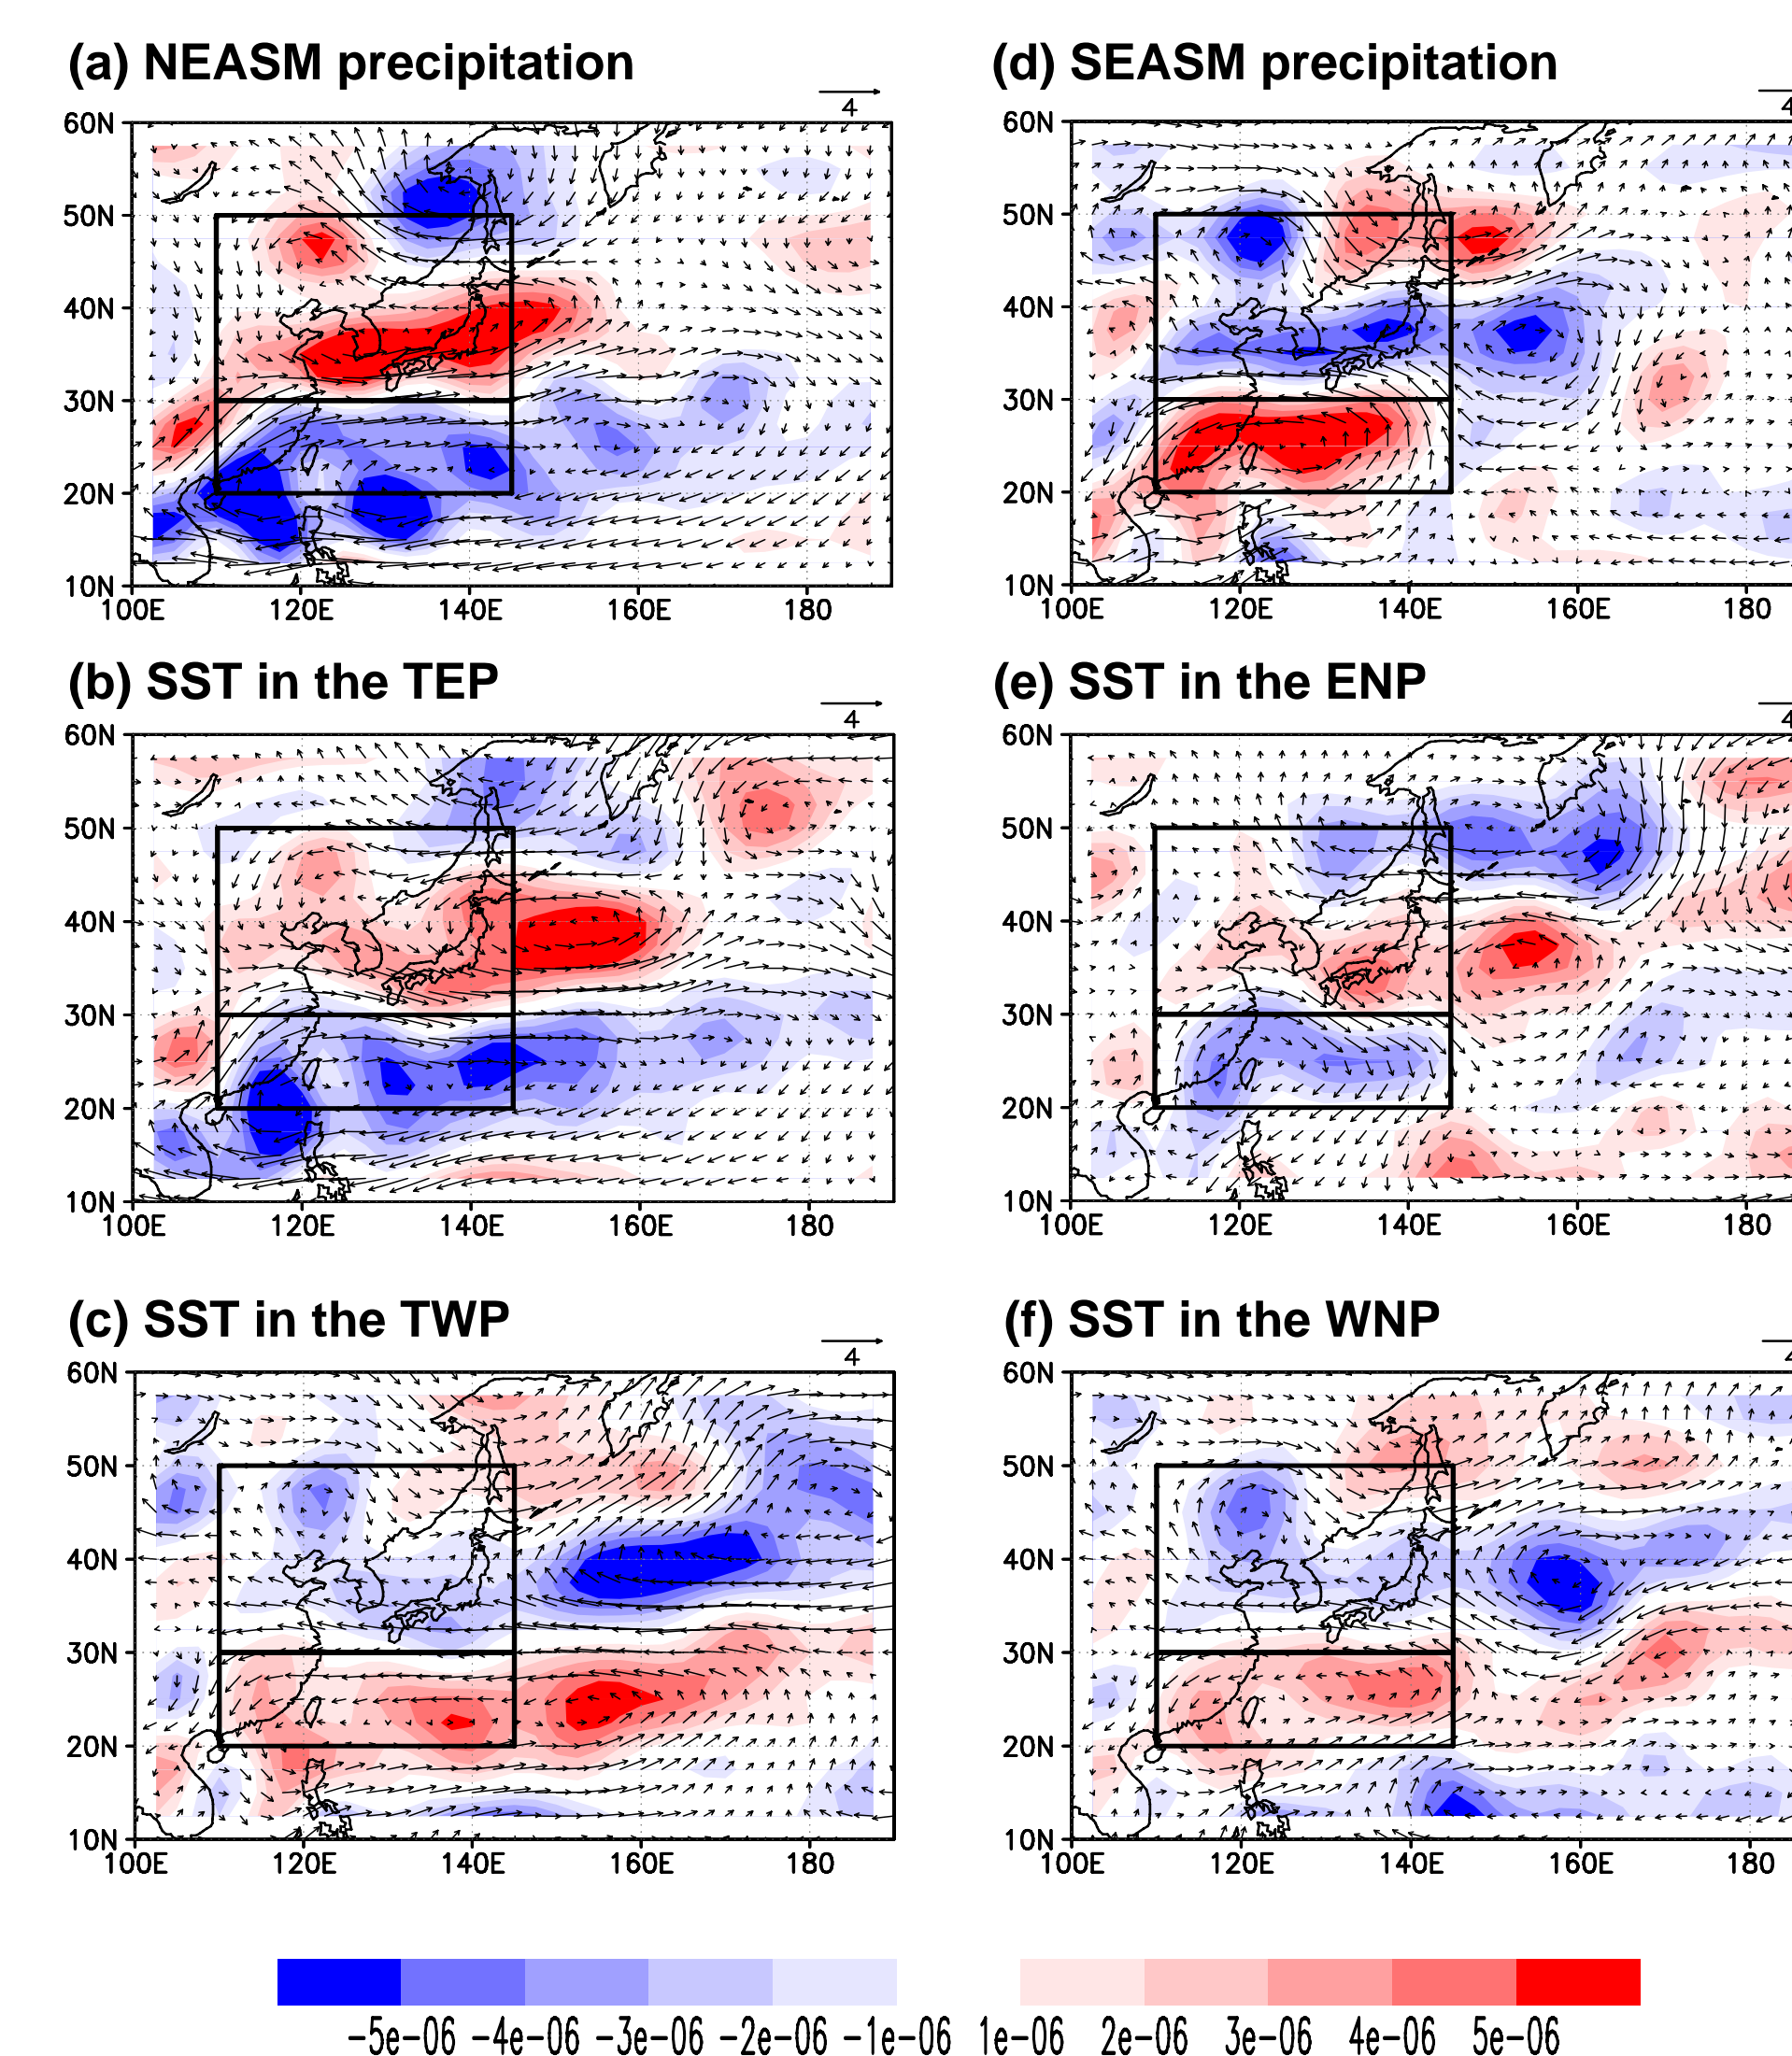 (a) NEASM precipitation
4
60N
50N
40N
30N
20N
10N
100E 120E 140E 160E 180
(d) SEASM precipitation
60N
50N
40N
30N
20N
10N
100E 120E 140E 160E 180
(b) SST in the TEP
4
60N
50N
40N
30N
20N
10N
100E 120E 140E 160E 180
(e) SST in the ENP
60N
50N
40N
30N
20N
10N
100E 120E 140E 160E 180
(c) SST in the TWP
4
60N
50N
40N
30N
20N
10N
100E 120E 140E 160E 180
(f) SST in the WNP
60N
50N
40N
30N
20N
10N
100E 120E 140E 160E 180
-5e-06 -4e-06 -3e-06 -2e-06 -1e-06 1e-06 2e-06 3e-06 4e-06 5e-06